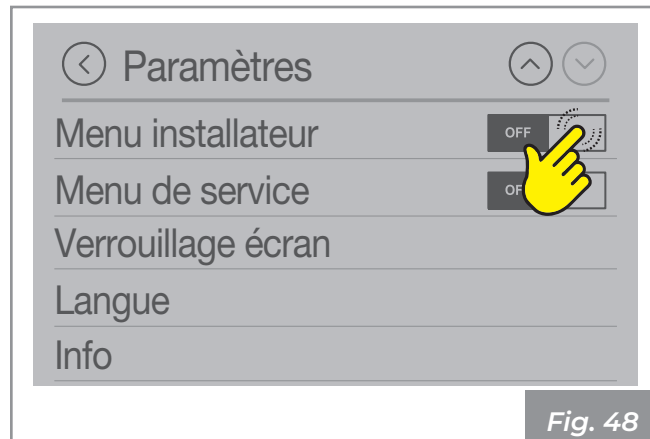 Paramètres
Menu installateur OFF
Menu de service
Verrouillage écran
Langue
Info
Fig. 48